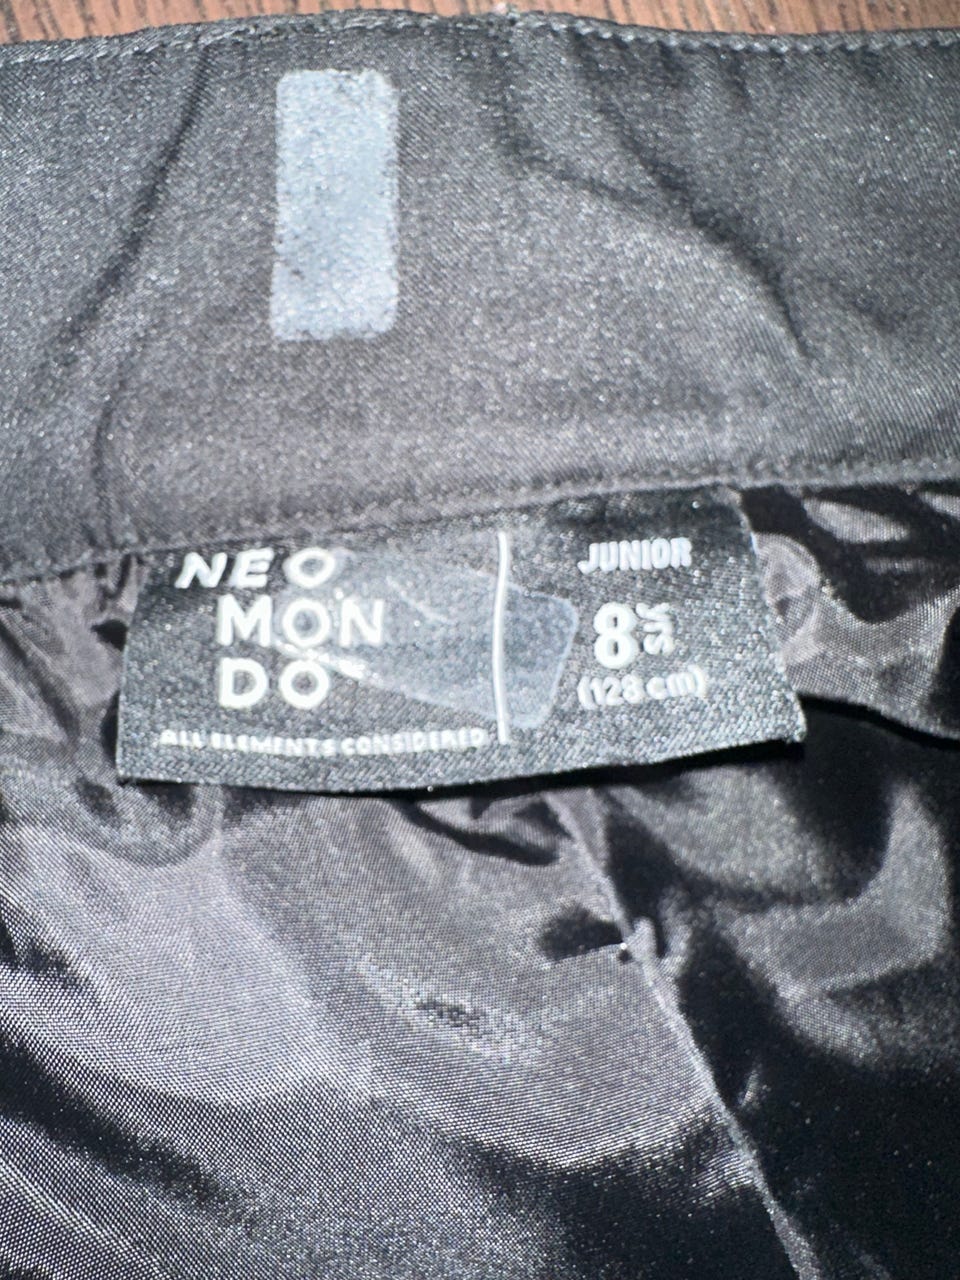 NEO
MON
DO
ALL ELEMENTS CONSIDERED
JUNIOR
8
(128 cm)